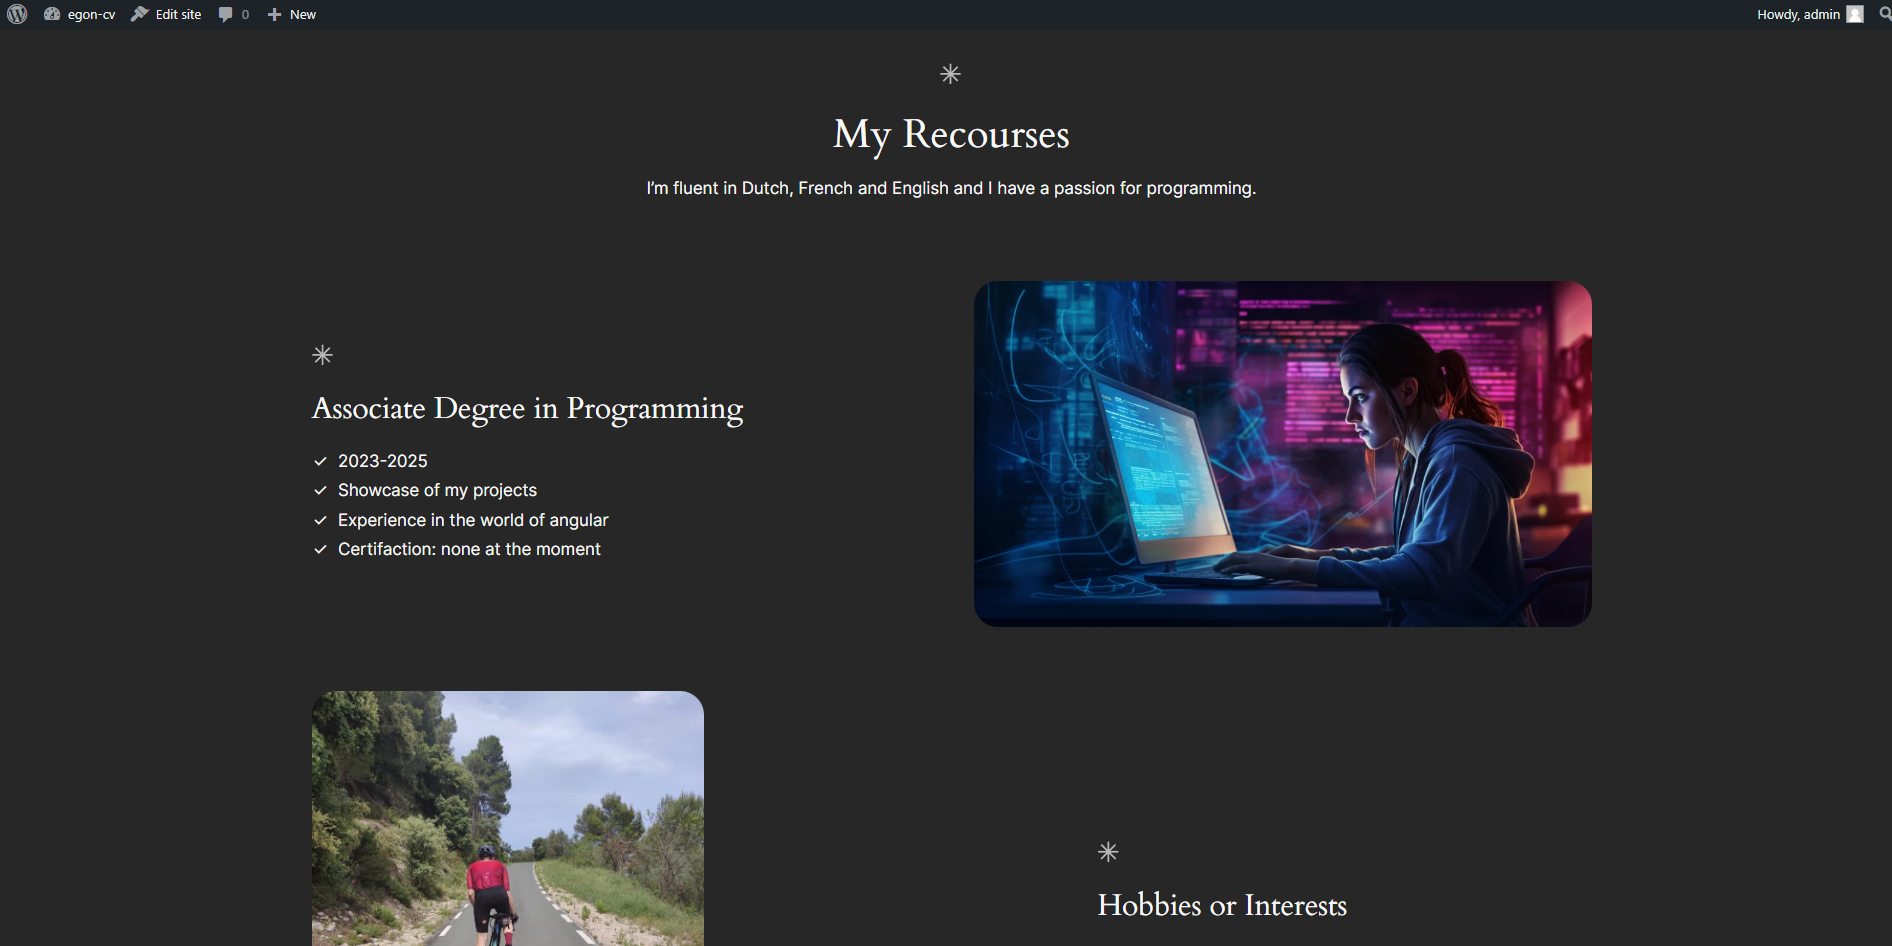 egon-cv Edit site 0 New Howdy, admin
My Recourses
I'm fluent in Dutch, French and English and I have a passion for programming.
Associate Degree in Programming
2023-2025
Showcase of my projects
Experience in the world of angular
Certifaction: none at the moment
Hobbies or Interests